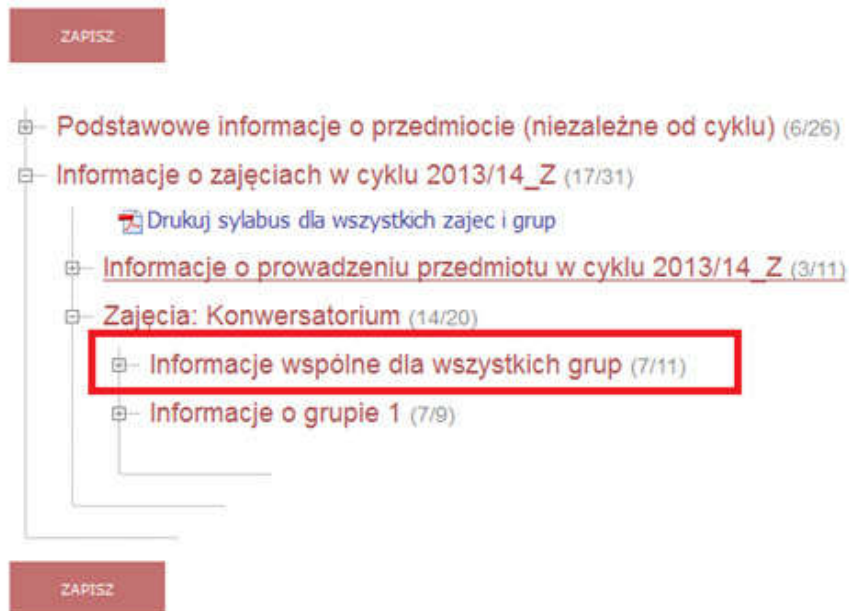 ZAPISZ
Podstawowe informacje o przedmiocie (niezależne od cyklu) (6/26)
Informacje o zajęciach w cyklu 2013/14_Z (17/31)
Drukuj sylabus dla wszystkich zajec i grup
Informacje o prowadzeniu przedmiotu w cyklu 2013/14_Z (3/11)
Zajęcia: Konwersatorium (14/20)
Informacje wspólne dla wszystkich grup (7/11)
Informacje o grupie 1 (7/9)
ZAPISZ